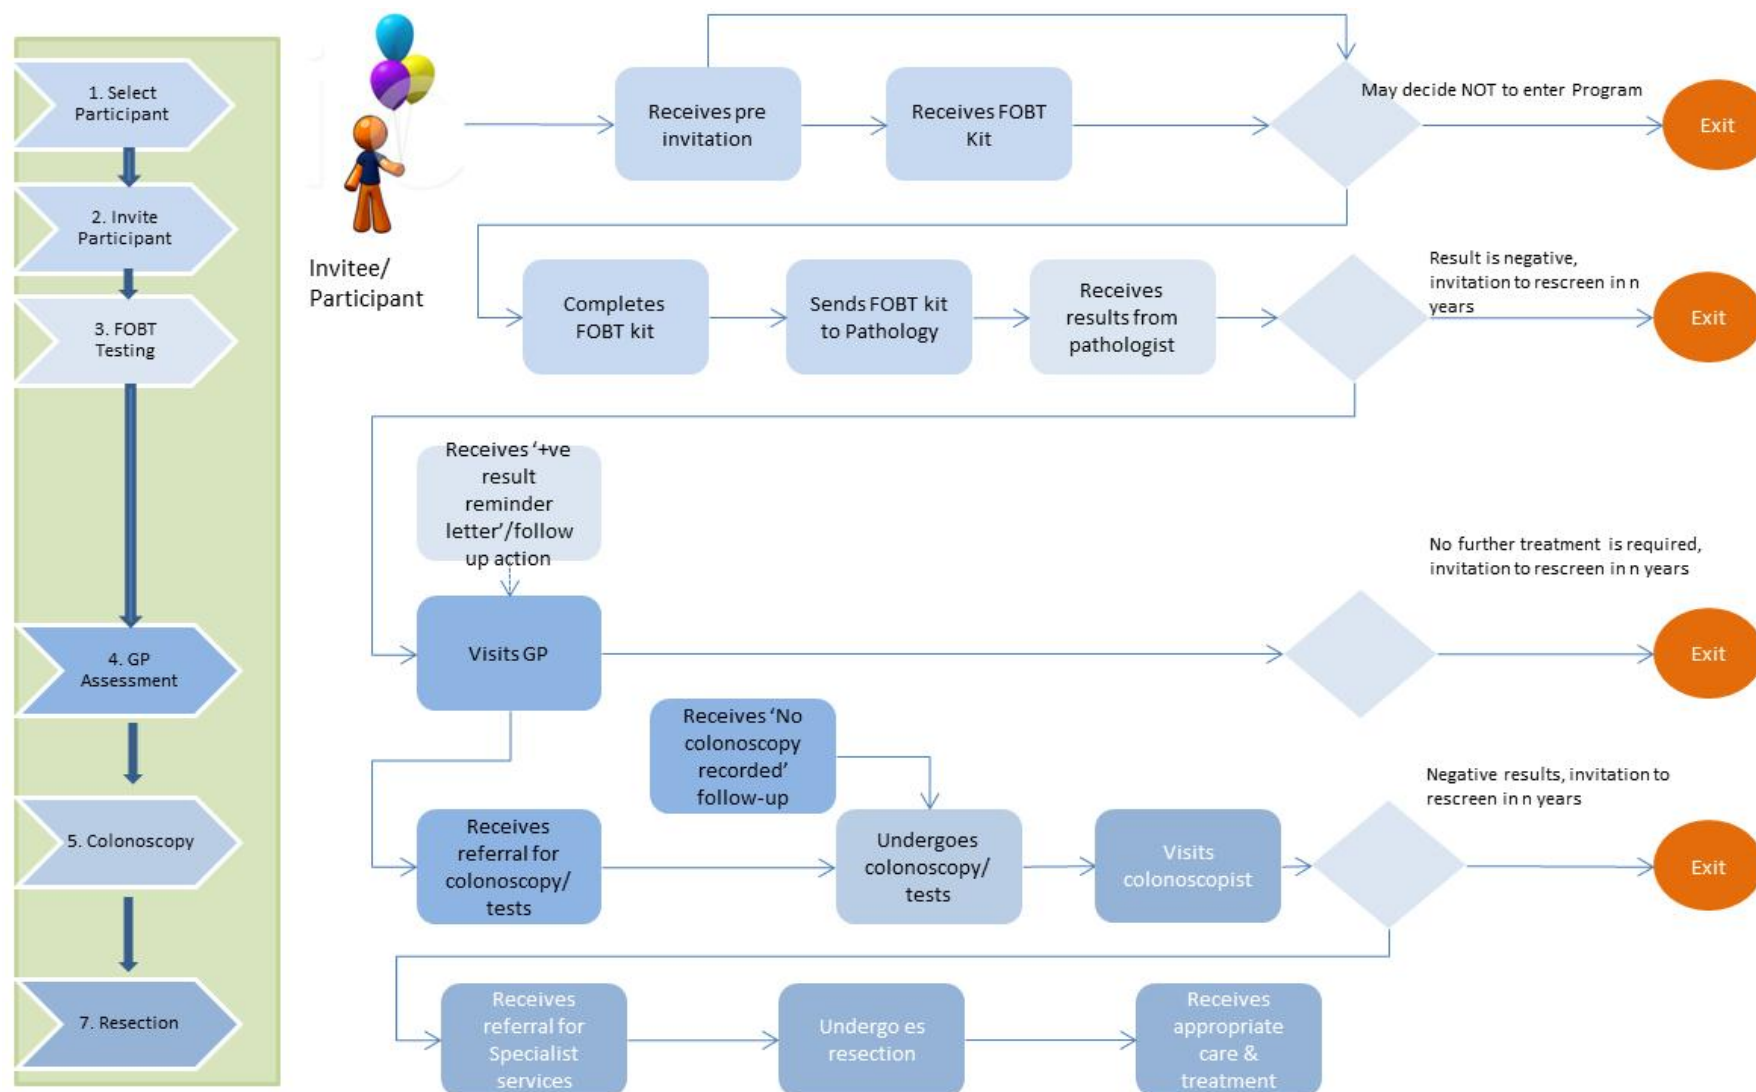 1. Select
Participant
2. Invite
Participant
3. FOBT
Testing
4. GP
Assessment
5. Colonoscopy
7. Resection
Invitee/
Participant
Receives pre
invitation
Receives FOBT
Kit
May decide NOT to enter Program
Exit
Completes
FOBT kit
Sends FOBT kit
to Pathology
Receives
results from
pathologist
Result is negative,
invitation to rescreen in n
years
Exit
Receives ‘+ve
result
reminder
letter’/follow
up action
Visits GP
No further treatment is required,
invitation to rescreen in n years
Exit
Receives ‘No
colonoscopy
recorded’
follow-up
Receives
referral for
colonoscopy/
tests
Undergoes
colonoscopy/
tests
Visits
colonoscopist
Negative results, invitation to
rescreen in n years
Exit
Receives
referral for
Specialist
services
Undergo es
resection
Receives
appropriate
care &
treatment